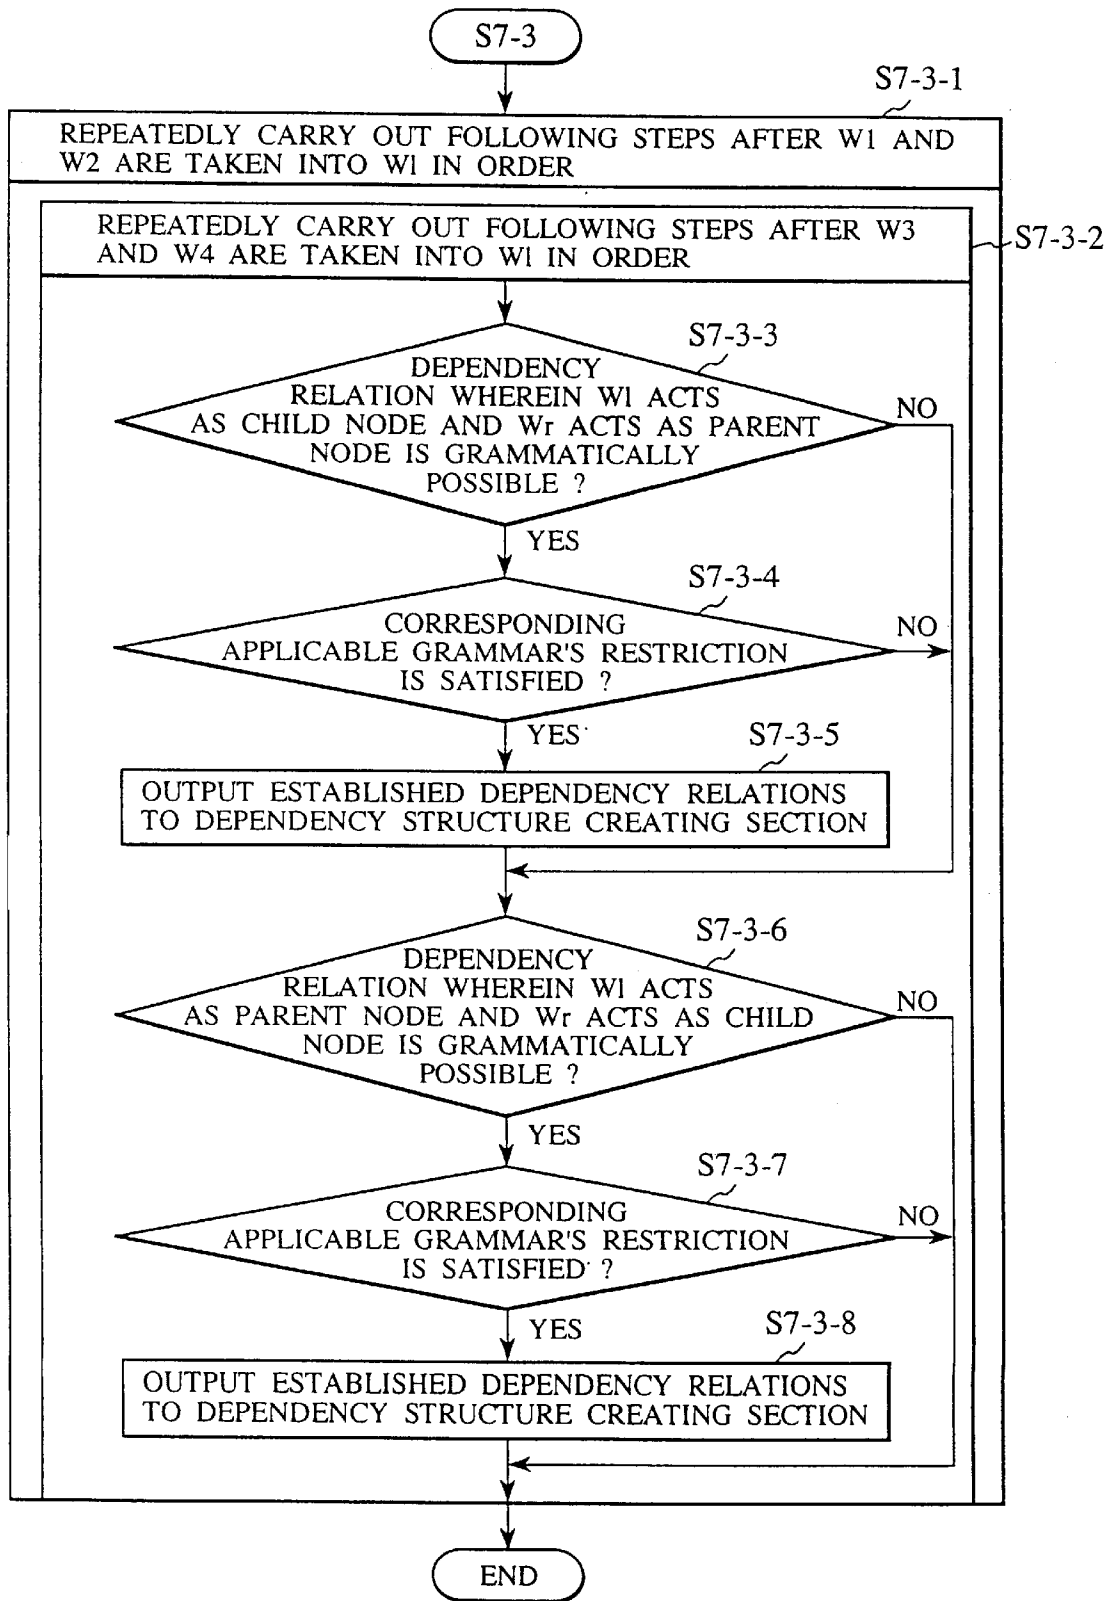 S7-3
S7-3-1
REPEATEDLY CARRY OUT FOLLOWING STEPS AFTER W1 AND
W2 ARE TAKEN INTO Wl IN ORDER
REPEATEDLY CARRY OUT FOLLOWING STEPS AFTER W3
AND W4 ARE TAKEN INTO Wl IN ORDER
S7-3-2
S7-3-3
DEPENDENCY
RELATION WHEREIN Wl ACTS
AS CHILD NODE AND Wr ACTS AS PARENT
NODE IS GRAMMATICALLY
POSSIBLE ?
NO
YES
S7-3-4
CORRESPONDING
APPLICABLE GRAMMAR'S RESTRICTION
IS SATISFIED ?
NO
YES
S7-3-5
OUTPUT ESTABLISHED DEPENDENCY RELATIONS
TO DEPENDENCY STRUCTURE CREATING SECTION
S7-3-6
DEPENDENCY
RELATION WHEREIN Wl ACTS
AS PARENT NODE AND Wr ACTS AS CHILD
NODE IS GRAMMATICALLY
POSSIBLE ?
NO
YES
S7-3-7
CORRESPONDING
APPLICABLE GRAMMAR'S RESTRICTION
IS SATISFIED ?
NO
YES
S7-3-8
OUTPUT ESTABLISHED DEPENDENCY RELATIONS
TO DEPENDENCY STRUCTURE CREATING SECTION
END